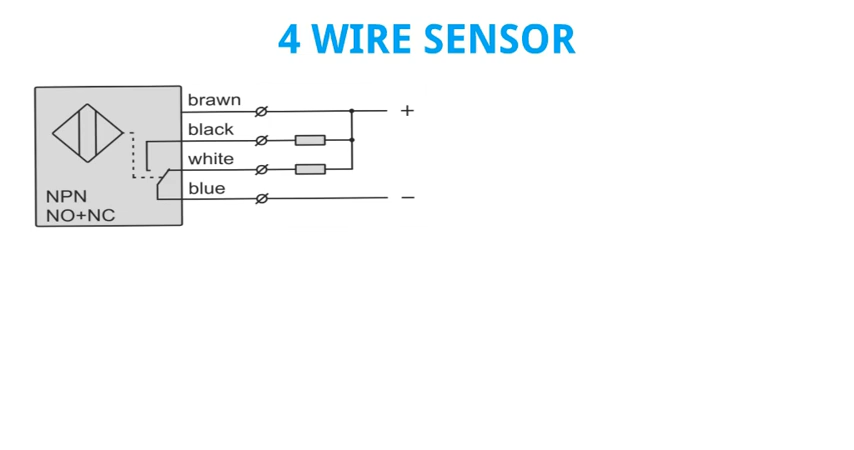 4 WIRE SENSOR
brawn
+
black
white
blue
−
NPN
NO+NC